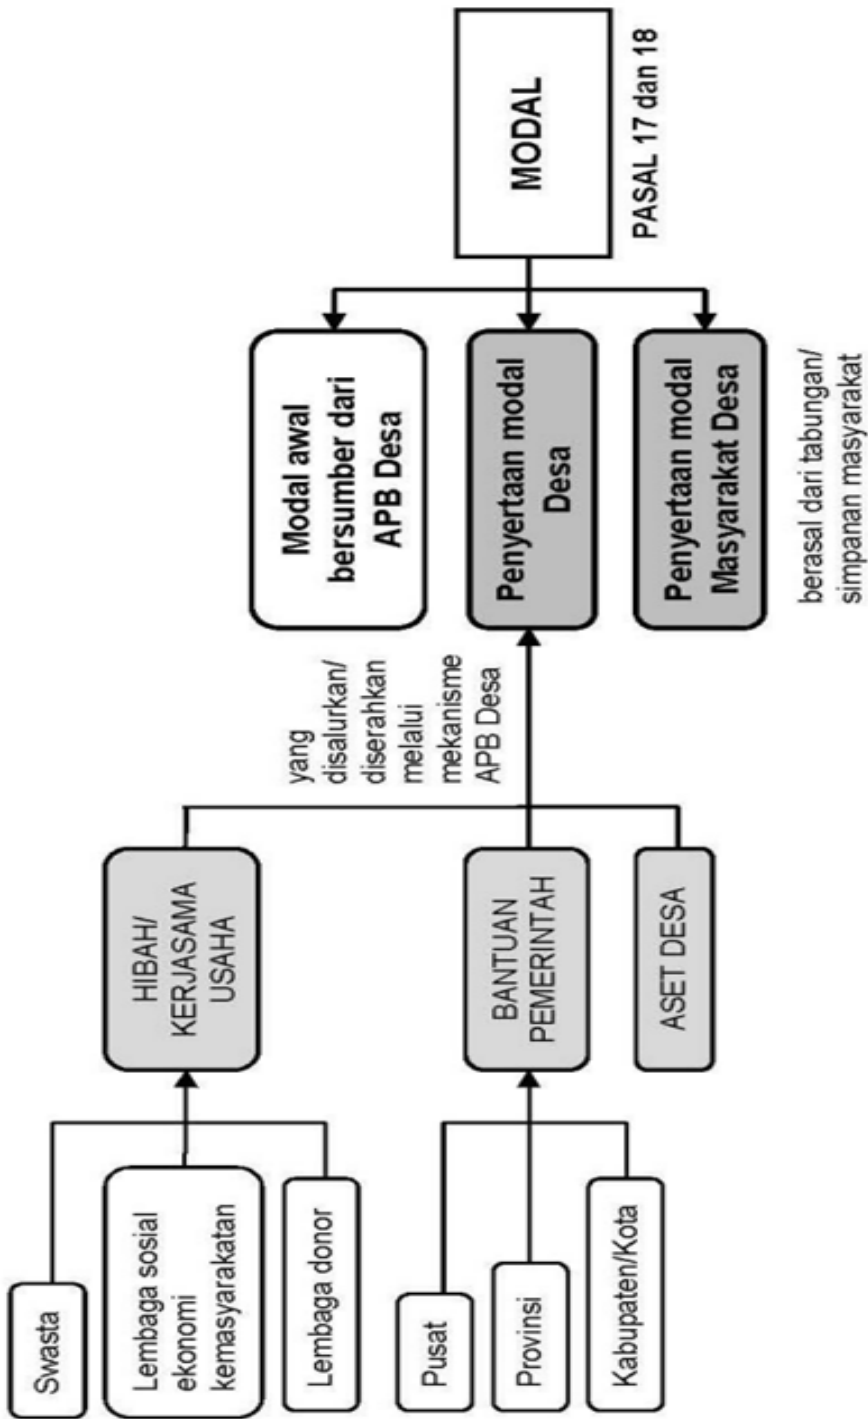 Swasta
Lembaga sosial
ekonomi
kemasyarakatan
Lembaga donor
Pusat
Provinsi
Kabupaten/Kota
HIBAH/
KERJASAMA
USAHA
BANTUAN
PEMERINTAH
ASET DESA
yang
disalurkan/
diserahkan
melalui
mekanisme
APB Desa
Modal awal
bersumber dari
APB Desa
Penyertaan modal
Desa
Penyertaan modal
Masyarakat Desa
berasal dari tabungan/
simpanan masyarakat
MODAL
PASAL 17 dan 18